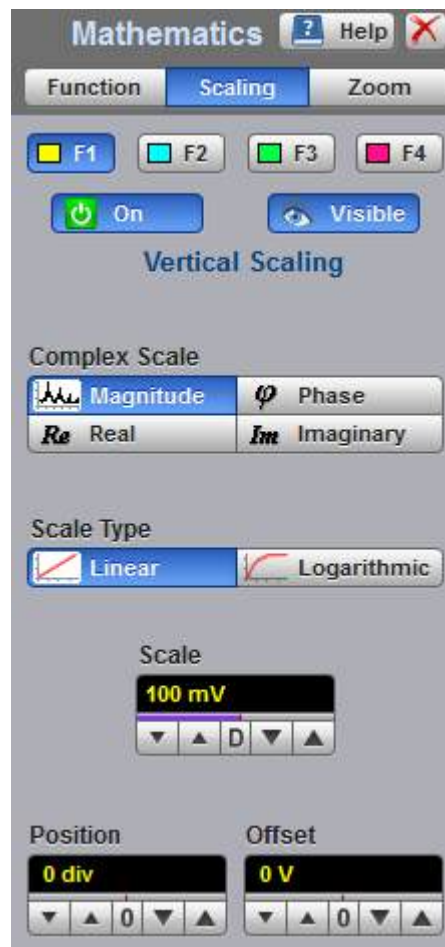 Mathematics ? Help
Function Scaling Zoom
F1 F2 F3 F4
On Visible
Vertical Scaling
Complex Scale
Magnitude φ Phase
Re Real Im Imaginary
Scale Type
Linear Logarithmic
Scale
100 mV
D
Position Offset
0 div 0 V
0 0